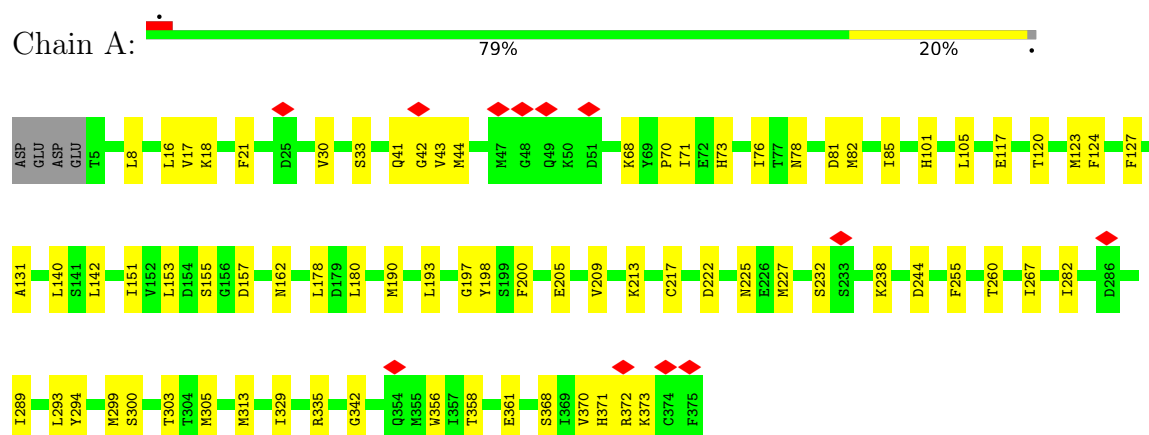 Chain A:
79% 20%
ASP GLU ASP GLU T5 L8 L16 V17 K18 F21 D25 V30 S33 Q41 G42 V43 M44 M47 G48 Q49 K50 D51 K68 Y69 P70 I71 E72 H73 I76 T77 N78 D81 M82 I85 H101 L105 E117 T120 M123 F124 F127
A131 L140 S141 L142 I151 V152 L153 D154 S155 G156 D157 N162 L178 D179 L180 M190 L193 G197 Y198 S199 F200 E205 V209 K213 C217 D222 N225 E226 M227 S232 S233 K238 D244 F255 T260 I267 I282 D286
I289 L293 Y294 M299 S300 T303 T304 M305 M313 I329 R335 G342 Q354 M355 W356 I357 T358 E361 S368 I369 V370 H371 R372 K373 C374 F375